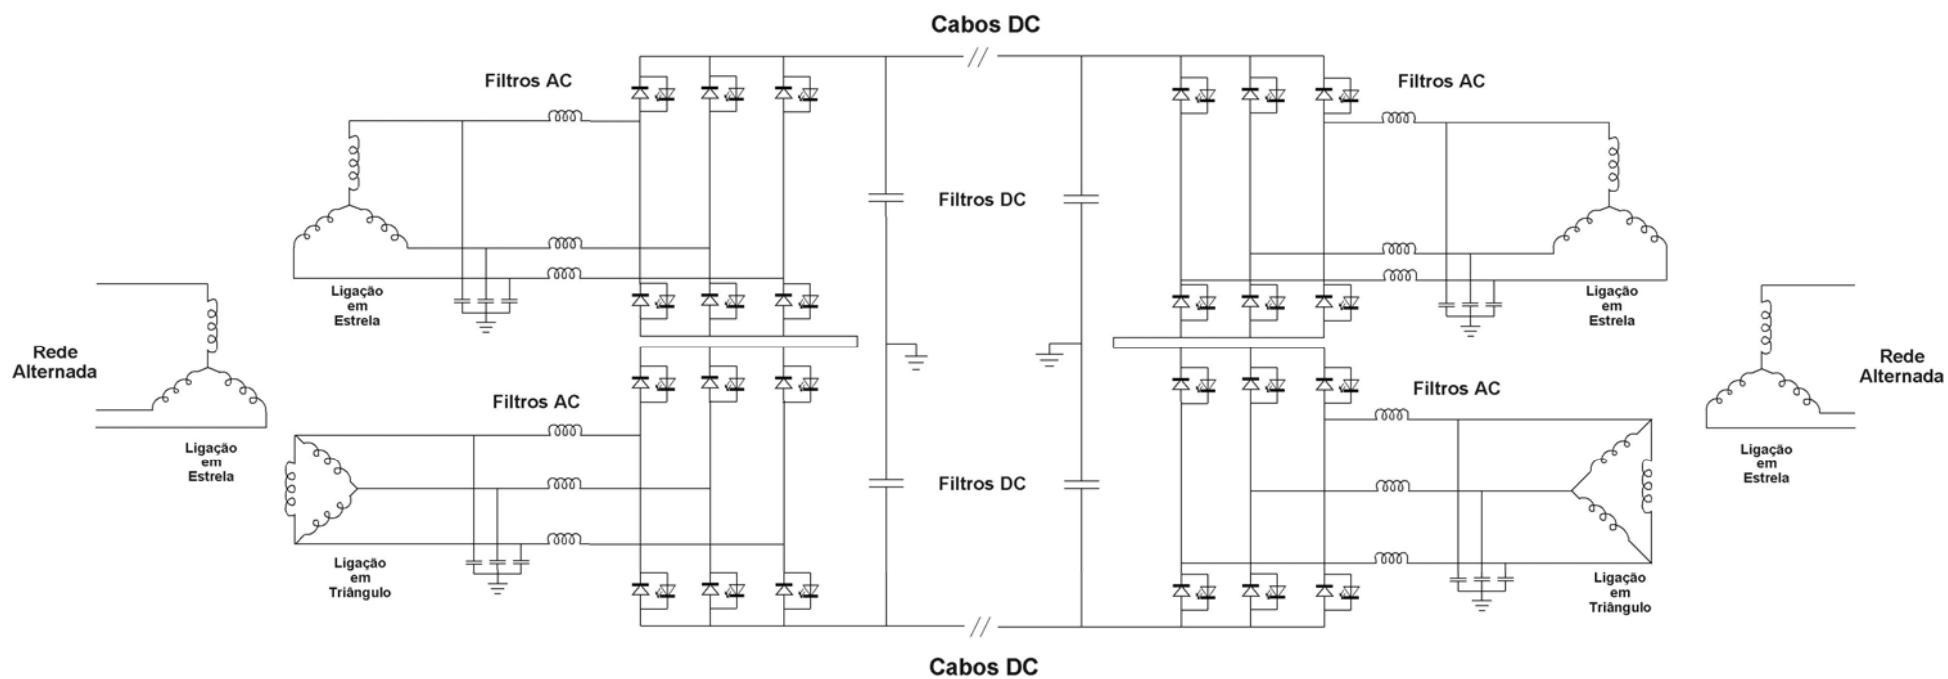 Cabos DC
Filtros AC
Filtros AC
Filtros DC
Ligação
em
Estrela
Ligação
em
Estrela
Rede
Alternada
Rede
Alternada
Filtros AC
Filtros AC
Ligação
em
Estrela
Ligação
em
Estrela
Filtros DC
Ligação
em
Triângulo
Ligação
em
Triângulo
Cabos DC